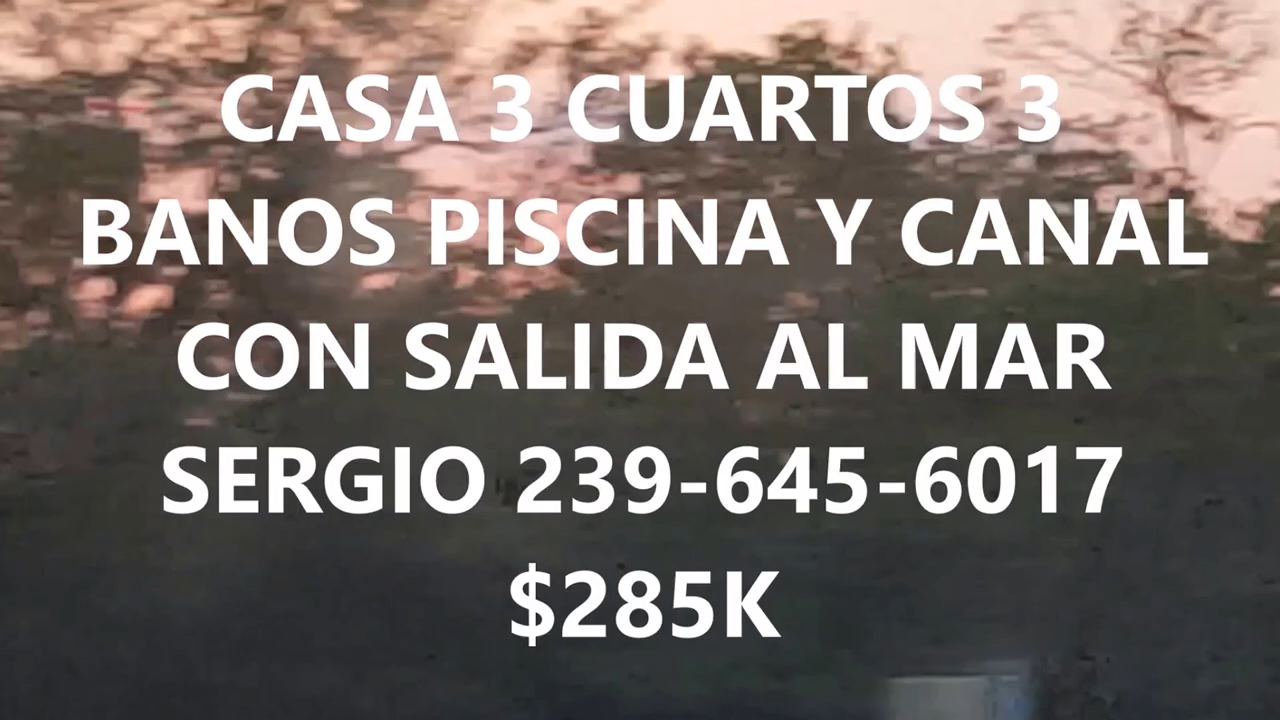 CASA 3 CUARTOS 3
BANOS PISCINA Y CANAL
CON SALIDA AL MAR
SERGIO 239-645-6017
$285K